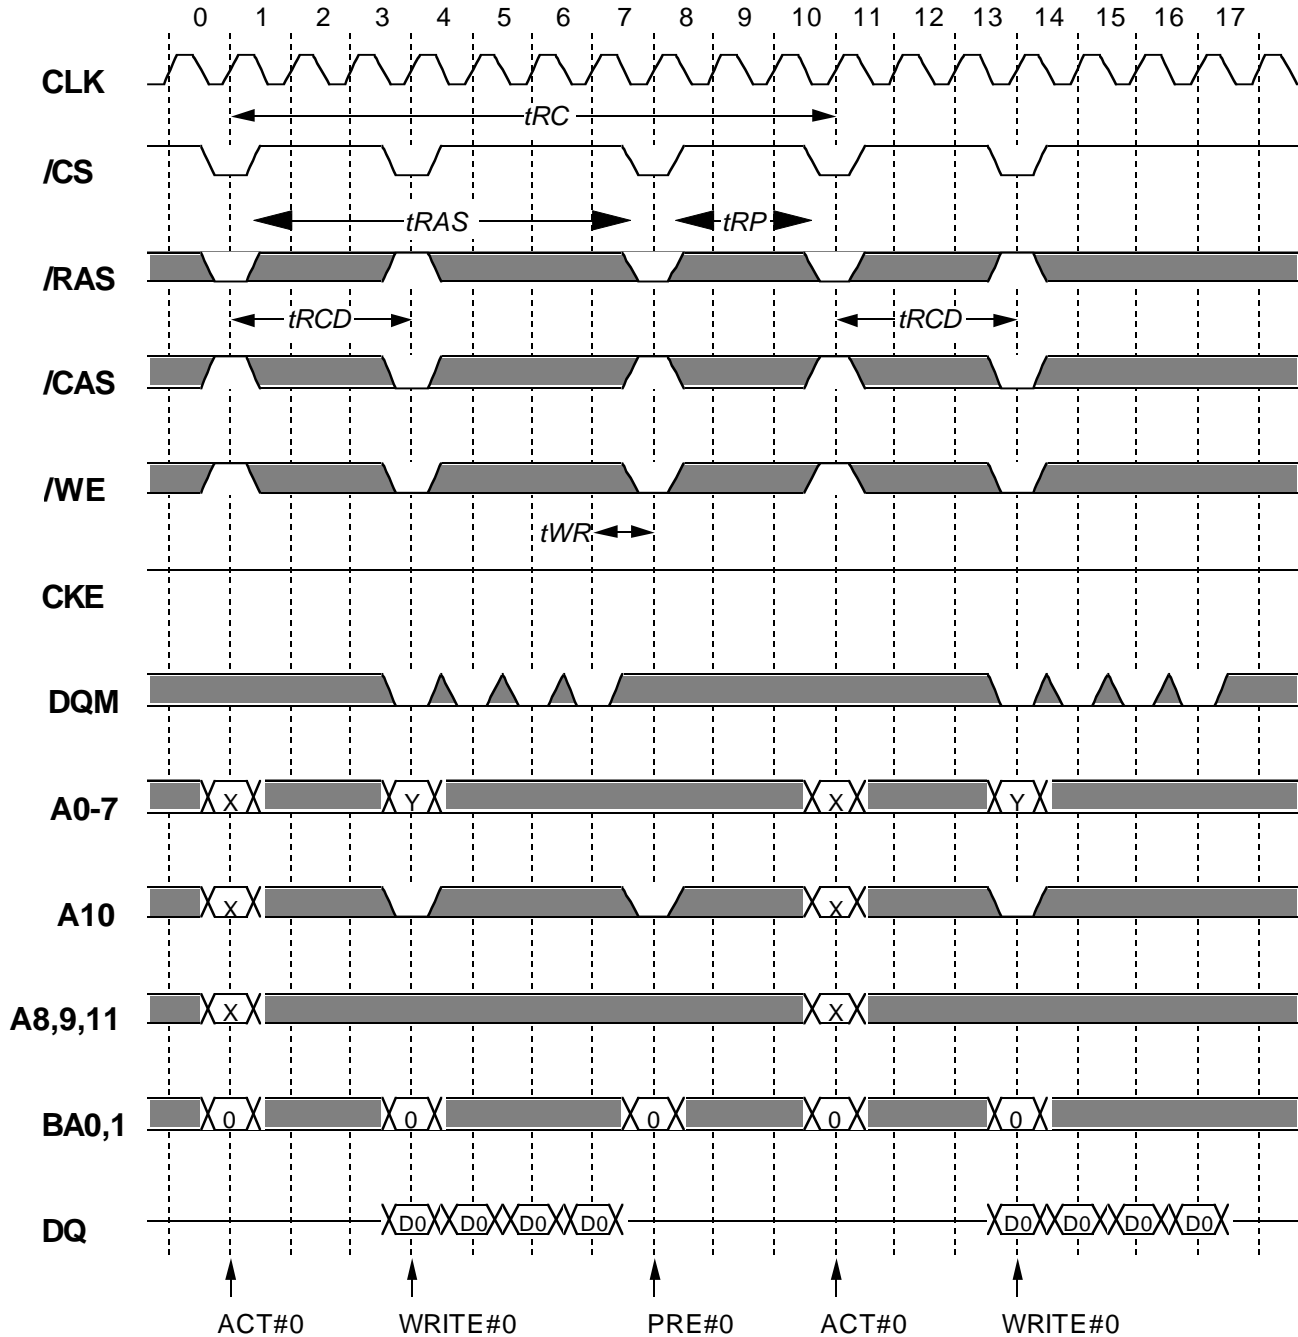 0 1 2 3 4 5 6 7 8 9 10 11 12 13 14 15 16 17
CLK
tRC
/CS
tRAS tRP
/RAS
tRCD tRCD
/CAS
/WE
tWR
CKE
DQM
A0-7 X Y X Y
A10 X X
A8,9,11 X X
BA0,1 0 0 0 0 0
DQ D0 D0 D0 D0 D0 D0 D0 D0
ACT#0 WRITE#0 PRE#0 ACT#0 WRITE#0